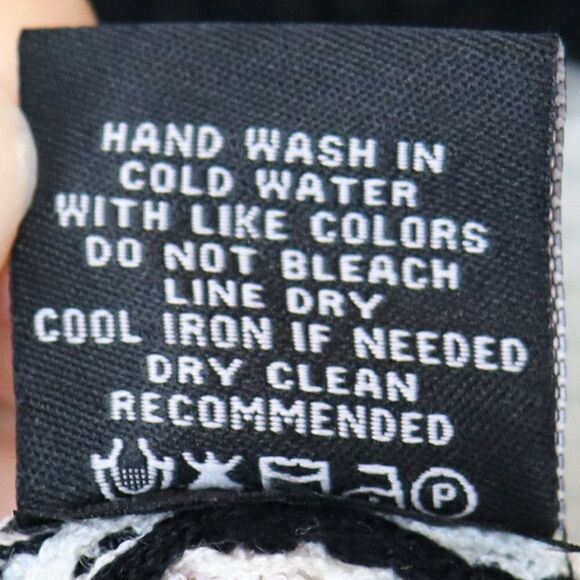 HAND WASH IN
COLD WATER
WITH LIKE COLORS
DO NOT BLEACH
LINE DRY
COOL IRON IF NEEDED
DRY CLEAN
RECOMMENDED
P